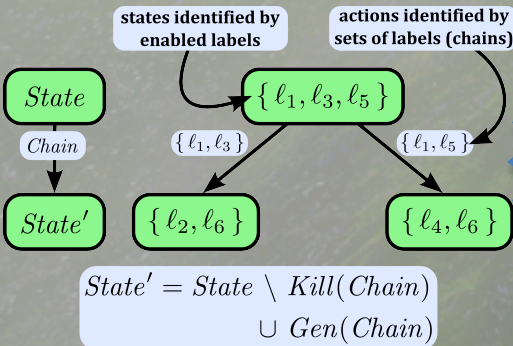 states identified by
enabled labels
actions identified by
sets of labels (chains)
State
{ ℓ₁, ℓ₃, ℓ₅ }
Chain
{ ℓ₁, ℓ₃ }
{ ℓ₁, ℓ₅ }
State′
{ ℓ₂, ℓ₆ }
{ ℓ₄, ℓ₆ }
State′ = State \ Kill(Chain)
∪ Gen(Chain)